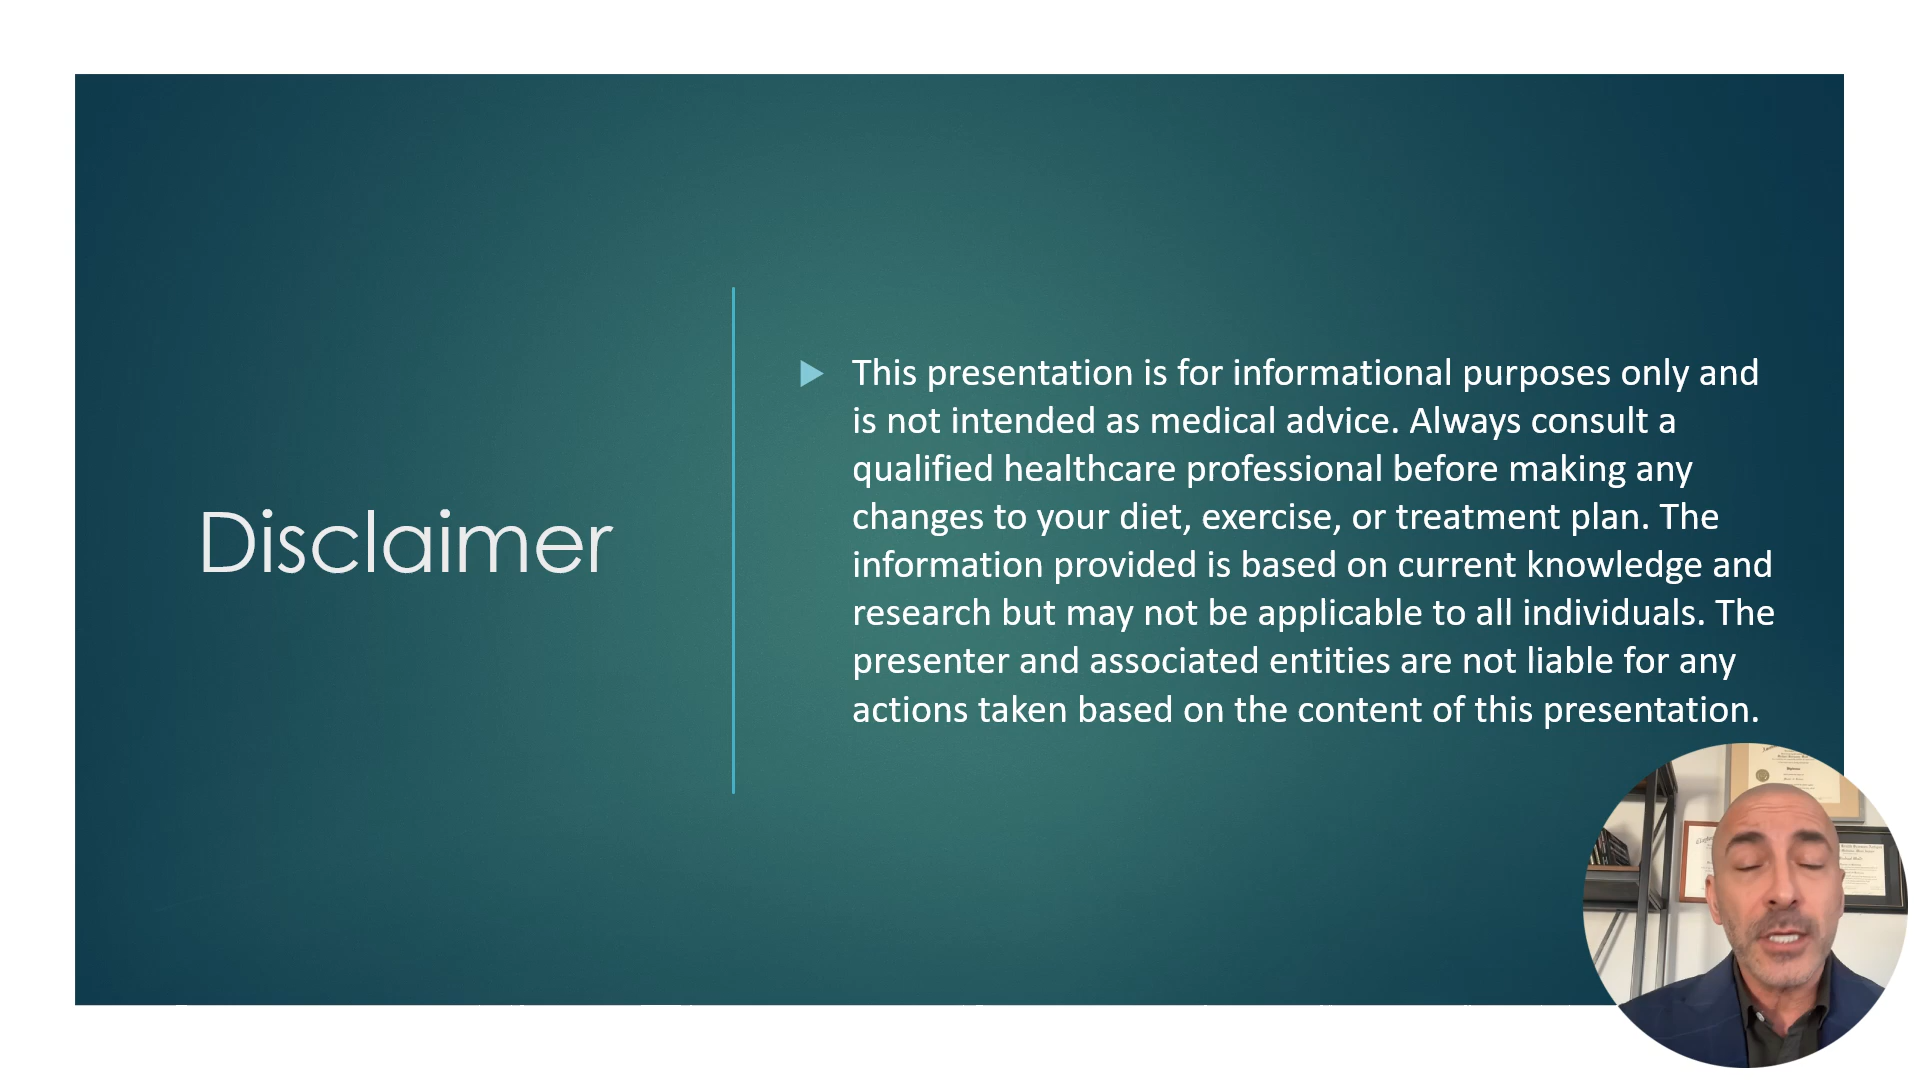 Disclaimer
This presentation is for informational purposes only and
is not intended as medical advice. Always consult a
qualified healthcare professional before making any
changes to your diet, exercise, or treatment plan. The
information provided is based on current knowledge and
research but may not be applicable to all individuals. The
presenter and associated entities are not liable for any
actions taken based on the content of this presentation.